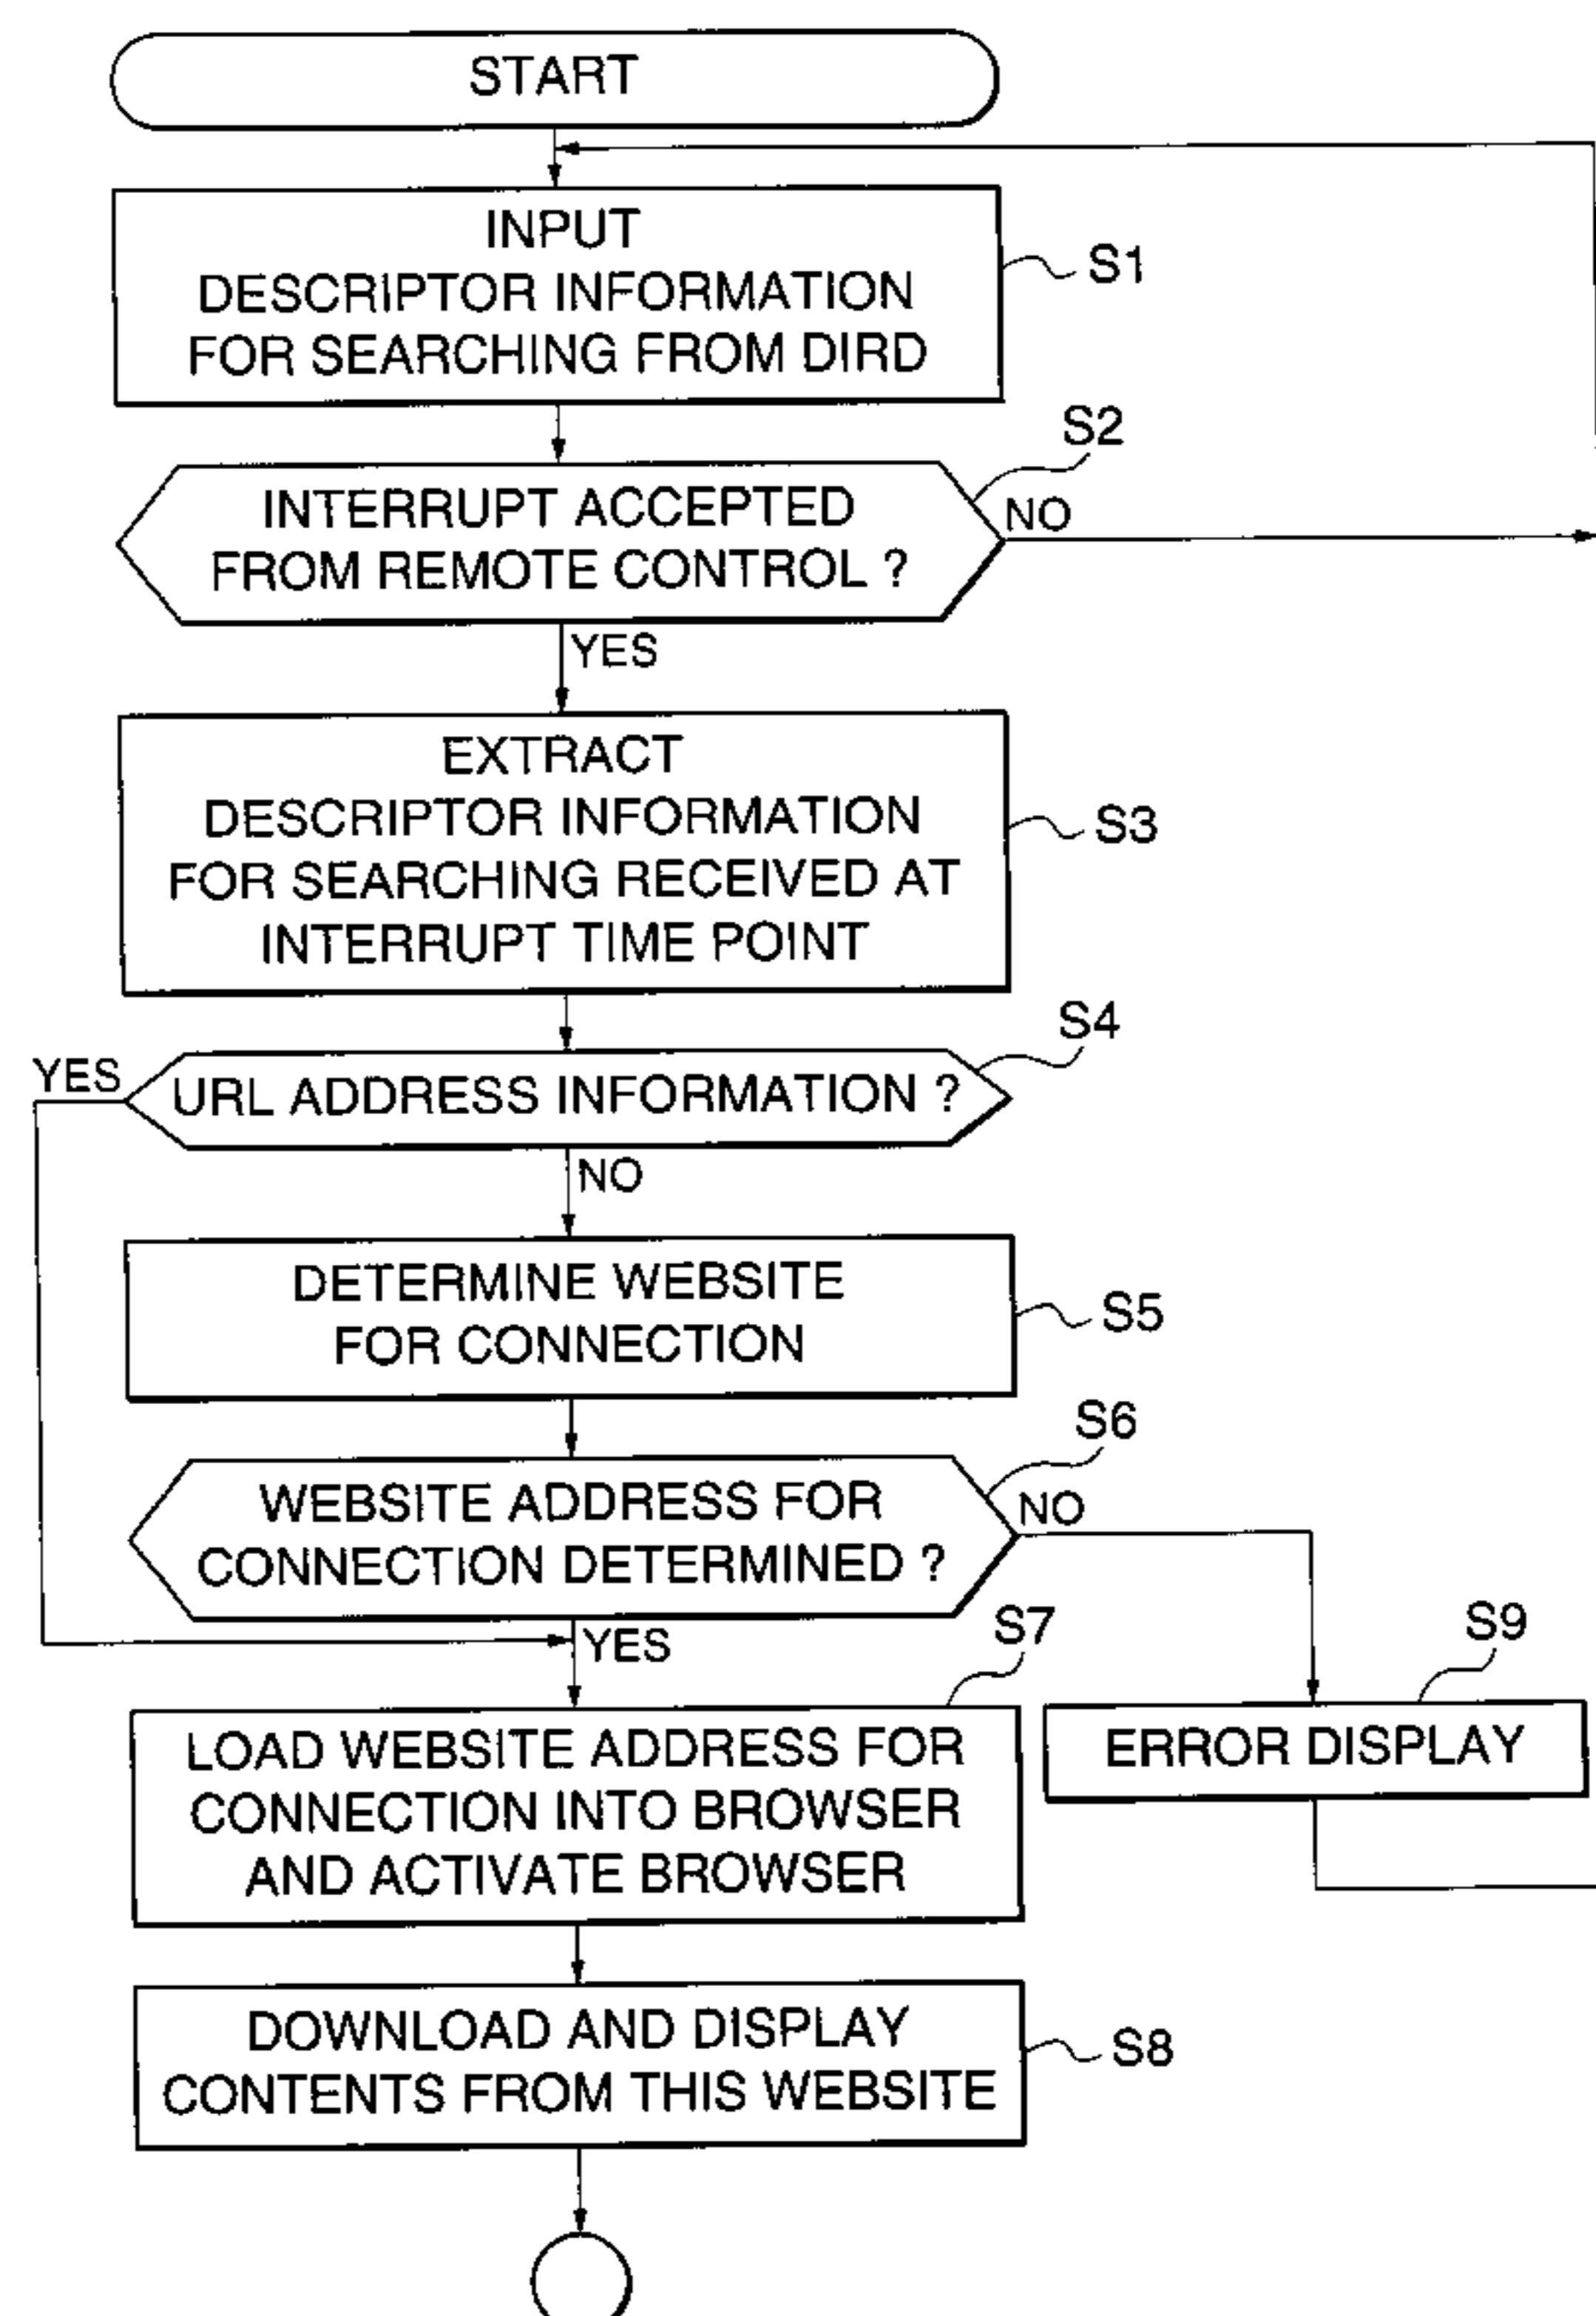 START
INPUT
DESCRIPTOR INFORMATION
FOR SEARCHING FROM DIRD
S1
S2
INTERRUPT ACCEPTED
FROM REMOTE CONTROL ?
NO
YES
EXTRACT
DESCRIPTOR INFORMATION
FOR SEARCHING RECEIVED AT
INTERRUPT TIME POINT
S3
S4
YES
URL ADDRESS INFORMATION ?
NO
DETERMINE WEBSITE
FOR CONNECTION
S5
S6
WEBSITE ADDRESS FOR
CONNECTION DETERMINED ?
NO
YES
S7
S9
LOAD WEBSITE ADDRESS FOR
CONNECTION INTO BROWSER
AND ACTIVATE BROWSER
ERROR DISPLAY
DOWNLOAD AND DISPLAY
CONTENTS FROM THIS WEBSITE
S8